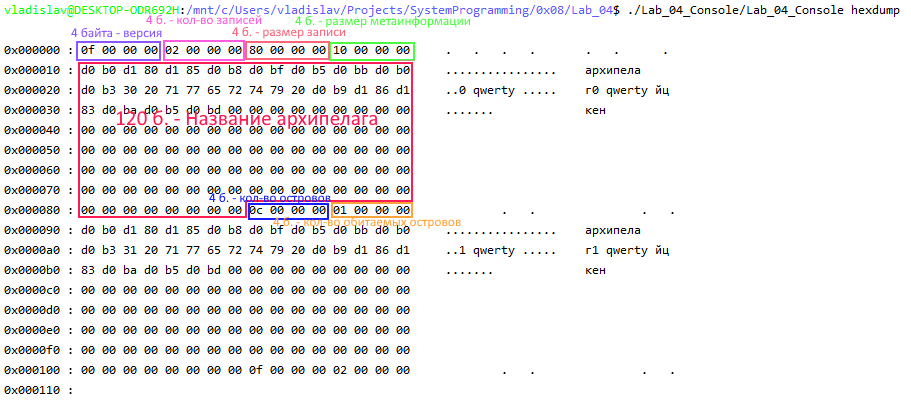 vladislav@DESKTOP-ODR692H:/mnt/c/Users/vladislav/Projects/SystemProgramming/0x08/Lab_04$ ./Lab_04_Console/Lab_04_Console hexdump
4 б. - кол-во записей 4 б. - размер метаинформации
4 байта - версия 4 б. - размер записи
0x000000 : 0f 00 00 00 02 00 00 00 80 00 00 00 10 00 00 00 . . . . . .
0x000010 : d0 b0 d1 80 d1 85 d0 b8 d0 bf d0 b5 d0 bb d0 b0 ................ архипела
0x000020 : d0 b3 30 20 71 77 65 72 74 79 20 d0 b9 d1 86 d1 ..0 qwerty ..... г0 qwerty йц
0x000030 : 83 d0 ba d0 b5 d0 bd 00 00 00 00 00 00 00 00 00 ....... кен
120 б. - Название архипелага
0x000040 : 00 00 00 00 00 00 00 00 00 00 00 00 00 00 00 00
0x000050 : 00 00 00 00 00 00 00 00 00 00 00 00 00 00 00 00
0x000060 : 00 00 00 00 00 00 00 00 00 00 00 00 00 00 00 00
0x000070 : 00 00 00 00 00 00 00 00 00 00 00 00 00 00 00 00
4 б. - кол-во островов
0x000080 : 00 00 00 00 00 00 00 00 0c 00 00 00 01 00 00 00 . . . .
4 б. - кол-во обитаемых островов
0x000090 : d0 b0 d1 80 d1 85 d0 b8 d0 bf d0 b5 d0 bb d0 b0 ................ архипела
0x0000a0 : d0 b3 31 20 71 77 65 72 74 79 20 d0 b9 d1 86 d1 ..1 qwerty ..... г1 qwerty йц
0x0000b0 : 83 d0 ba d0 b5 d0 bd 00 00 00 00 00 00 00 00 00 ....... кен
0x0000c0 : 00 00 00 00 00 00 00 00 00 00 00 00 00 00 00 00
0x0000d0 : 00 00 00 00 00 00 00 00 00 00 00 00 00 00 00 00
0x0000e0 : 00 00 00 00 00 00 00 00 00 00 00 00 00 00 00 00
0x0000f0 : 00 00 00 00 00 00 00 00 00 00 00 00 00 00 00 00
0x000100 : 00 00 00 00 00 00 00 00 0f 00 00 00 02 00 00 00 . . . .
0x000110 :